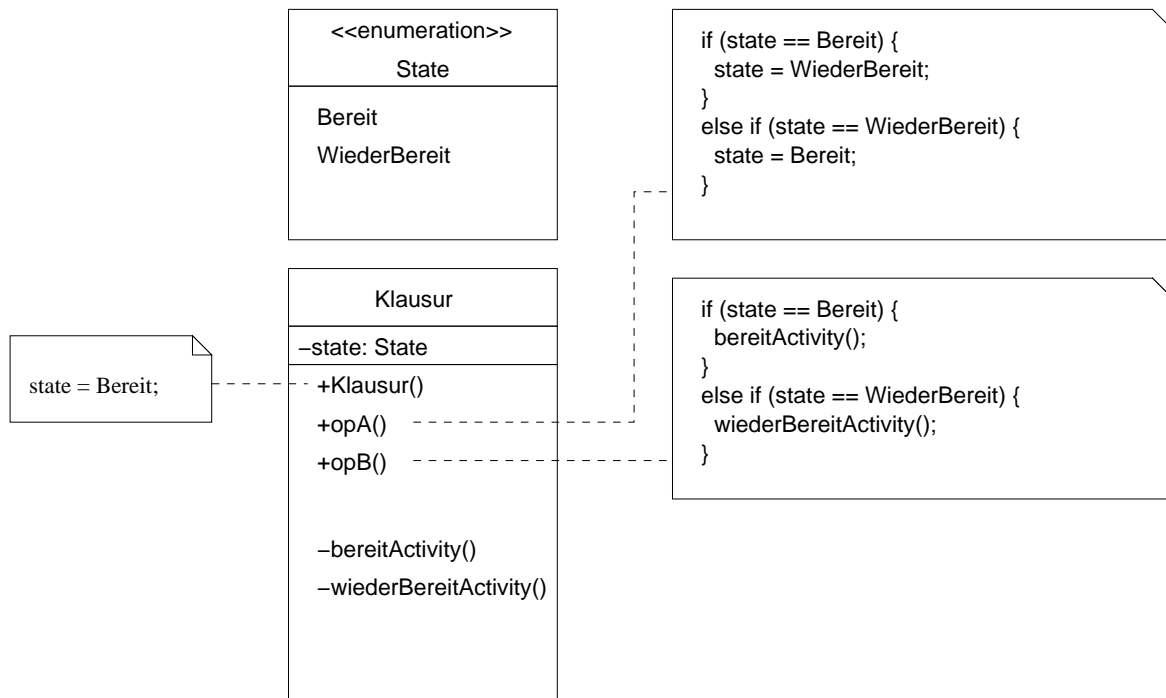 <<enumeration>>
State
Bereit
WiederBereit
if (state == Bereit) {
state = WiederBereit;
}
else if (state == WiederBereit) {
state = Bereit;
}
Klausur
–state: State
+Klausur()
+opA()
+opB()
–bereitActivity()
–wiederBereitActivity()
state = Bereit;
if (state == Bereit) {
bereitActivity();
}
else if (state == WiederBereit) {
wiederBereitActivity();
}